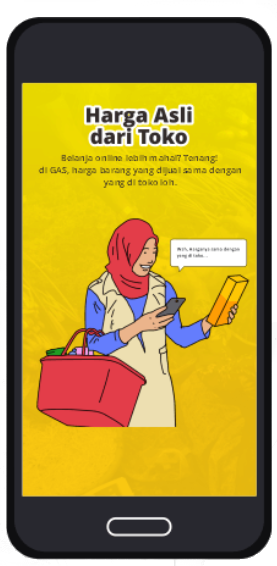 Harga Asli
dari Toko
Belanja online lebih mahal? Tenang!
di GAS, harga barang yang dijual sama dengan
yang di toko loh.
Wah, Harganya sama dengan
yang di toko...